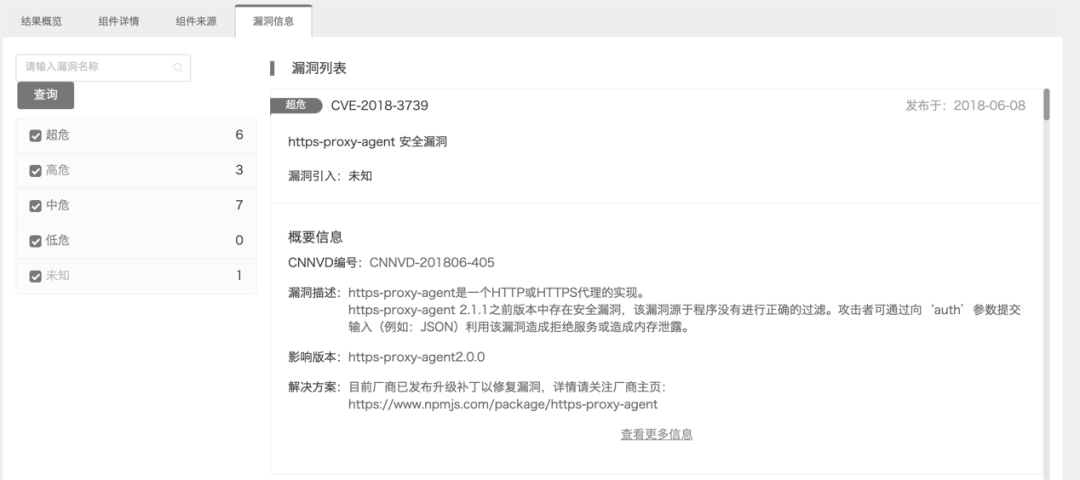 结果概览 组件详情 组件来源 漏洞信息
请输入漏洞名称
查询
超危 6
高危 3
中危 7
低危 0
未知 1
漏洞列表
超危 CVE-2018-3739 发布于：2018-06-08
https-proxy-agent 安全漏洞
漏洞引入：未知
概要信息
CNNVD编号：CNNVD-201806-405
漏洞描述：https-proxy-agent是一个HTTP或HTTPS代理的实现。
https-proxy-agent 2.1.1之前版本中存在安全漏洞，该漏洞源于程序没有进行正确的过滤。攻击者可通过向‘auth’参数提交
输入（例如：JSON）利用该漏洞造成拒绝服务或造成内存泄露。
影响版本：https-proxy-agent2.0.0
解决方案：目前厂商已发布升级补丁以修复漏洞，详情请关注厂商主页：
https://www.npmjs.com/package/https-proxy-agent
查看更多信息